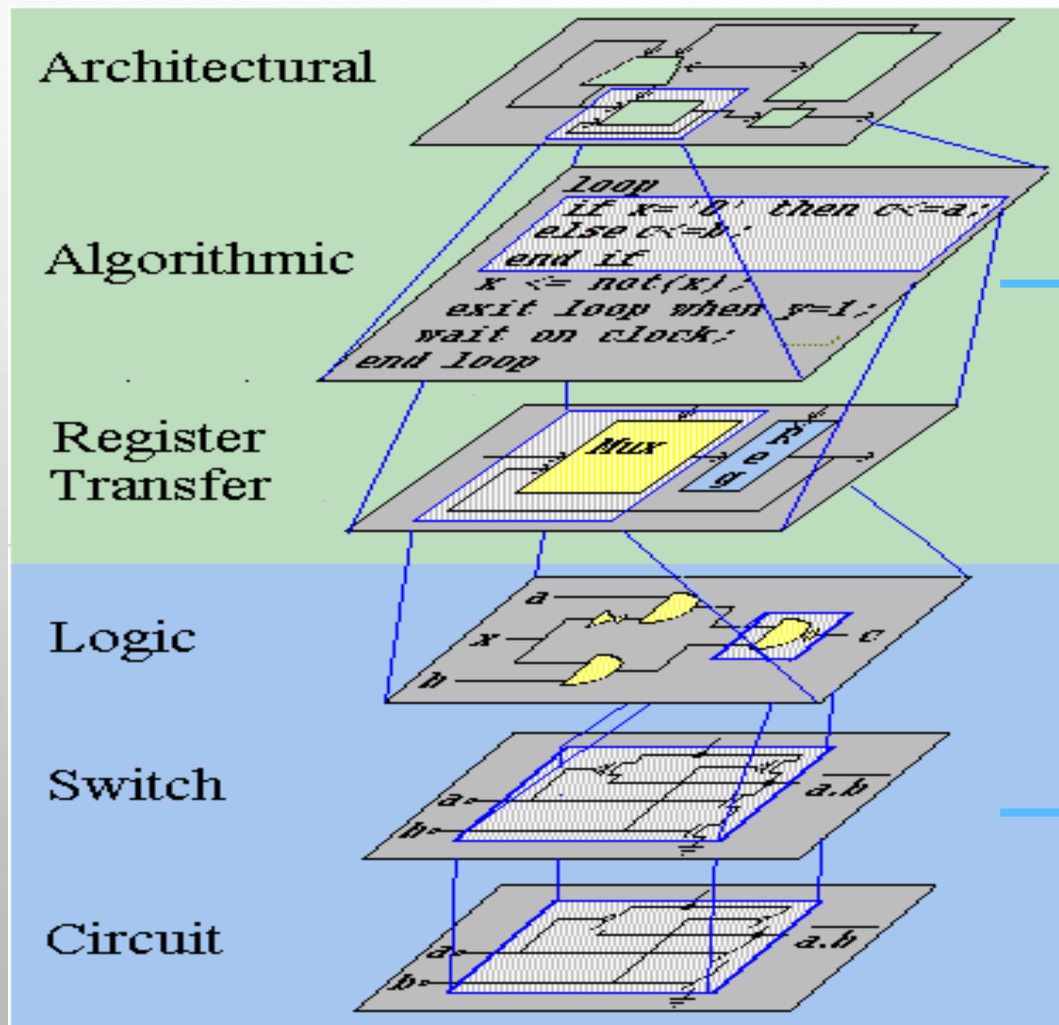 Architectural
loop
if x='0' then c<=a;
else c<=b;
end if
x <= not(x);
exit loop when y=1;
wait on clock;
end loop
Algorithmic
Register
Transfer
Mux
Reg
Logic
a
x
b
c
Switch
a
b
a.b
Circuit
a
b
a.b